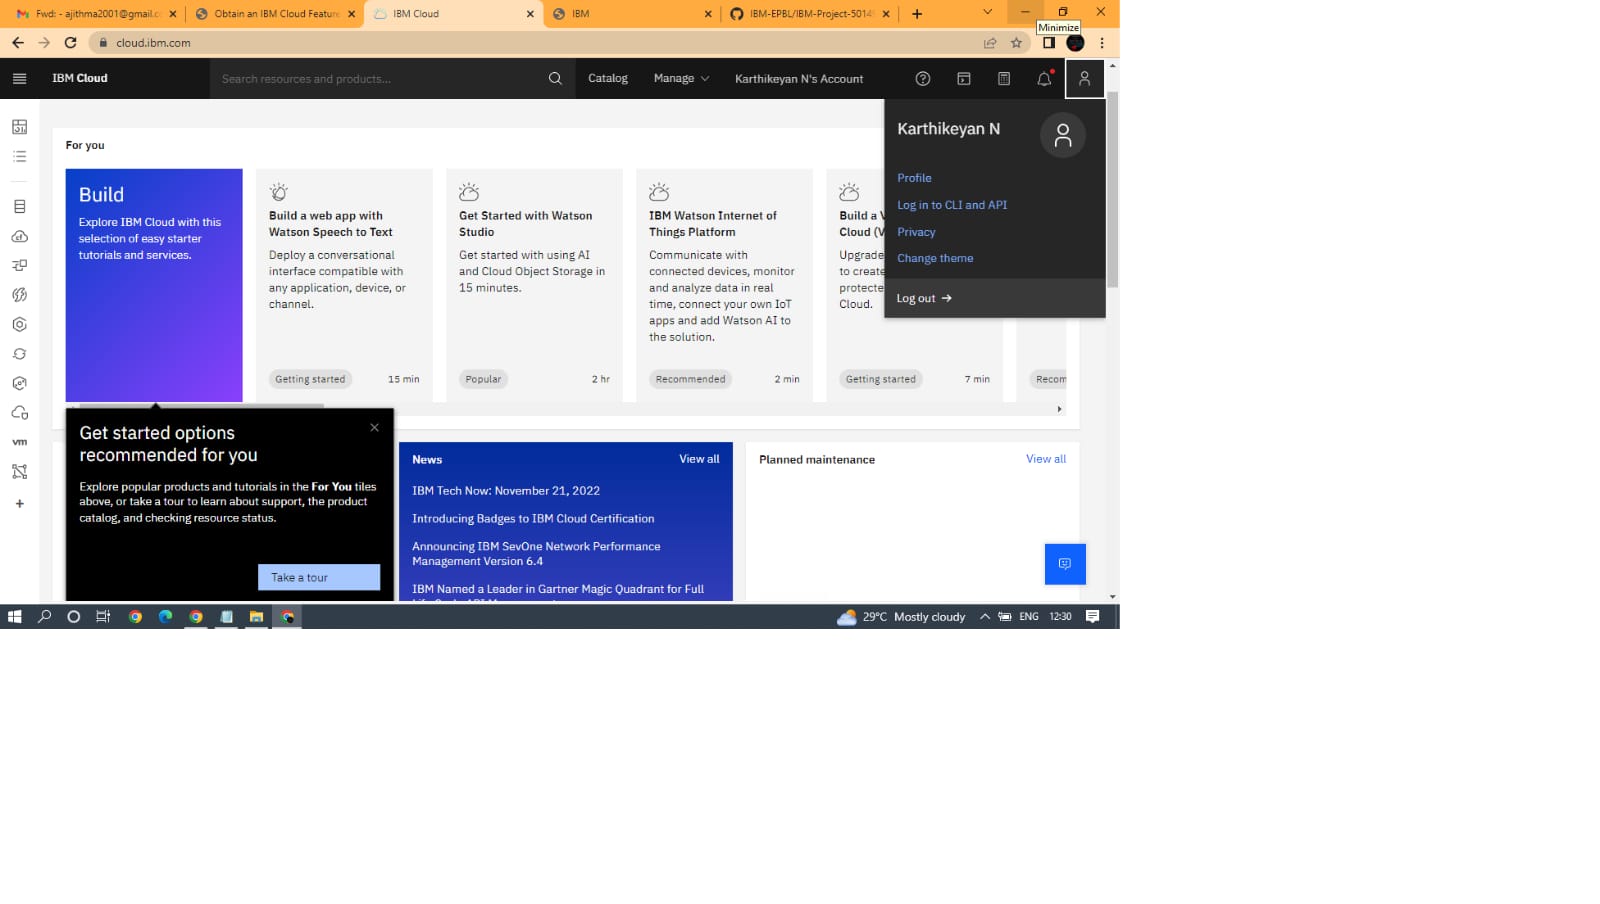 Fwd: - ajithma2001@gmail.co
Obtain an IBM Cloud Feature
IBM Cloud
IBM
IBM-EPBL/IBM-Project-50149
Minimize
cloud.ibm.com
IBM Cloud
Search resources and products...
Catalog
Manage
Karthikeyan N's Account
Karthikeyan N
Profile
Log in to CLI and API
Privacy
Change theme
Log out →
For you
Build
Explore IBM Cloud with this
selection of easy starter
tutorials and services.
Build a web app with
Watson Speech to Text
Deploy a conversational
interface compatible with
any application, device, or
channel.
Getting started
15 min
Get Started with Watson
Studio
Get started with using AI
and Cloud Object Storage in
15 minutes.
Popular
2 hr
IBM Watson Internet of
Things Platform
Communicate with
connected devices, monitor
and analyze data in real
time, connect your own IoT
apps and add Watson AI to
the solution.
Recommended
2 min
Build a V
Cloud (V
Upgrade
to create
protecte
Cloud.
Getting started
7 min
Recom
vm
Get started options
recommended for you
Explore popular products and tutorials in the For You tiles
above, or take a tour to learn about support, the product
catalog, and checking resource status.
Take a tour
News
View all
IBM Tech Now: November 21, 2022
Introducing Badges to IBM Cloud Certification
Announcing IBM SevOne Network Performance
Management Version 6.4
IBM Named a Leader in Gartner Magic Quadrant for Full
Planned maintenance
View all
29°C Mostly cloudy
ENG
12:30